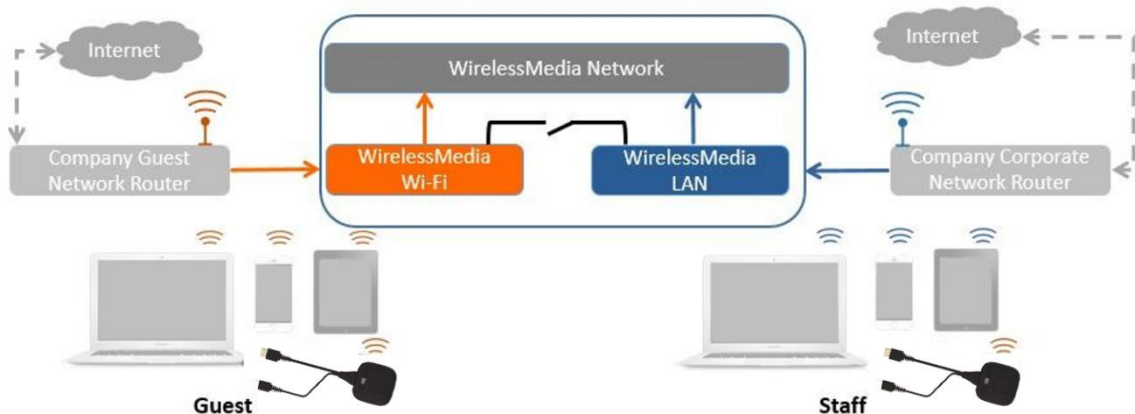 Internet
Internet
WirelessMedia Network
Company Guest
Network Router
WirelessMedia
Wi-Fi
WirelessMedia
LAN
Company Corporate
Network Router
Guest
Staff